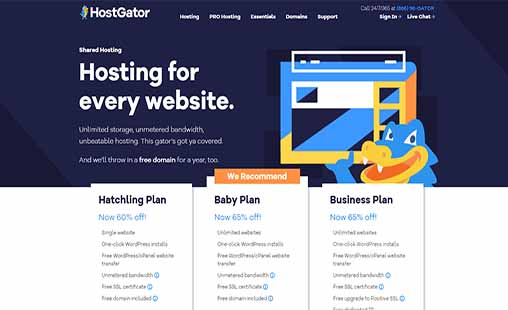 HostGator
Hosting PRO Hosting Essentials Domains Support
Call 24/7/365 at (866) 96-GATOR
Sign In Live Chat
Shared Hosting
Hosting for
every website.
Unlimited storage, unmetered bandwidth,
unbeatable hosting. This gator's got ya covered.
And we'll throw in a free domain for a year, too.
We Recommend
Hatchling Plan
Now 60% off!
Single website
One-click WordPress installs
Free WordPress/cPanel website
transfer
Unmetered bandwidth
Free SSL certificate
Free domain included
Baby Plan
Now 65% off!
Unlimited websites
One-click WordPress installs
Free WordPress/cPanel website
transfer
Unmetered bandwidth
Free SSL certificate
Free domain included
Business Plan
Now 65% off!
Unlimited websites
One-click WordPress installs
Free WordPress/cPanel website
transfer
Unmetered bandwidth
Free SSL certificate
Free upgrade to Positive SSL